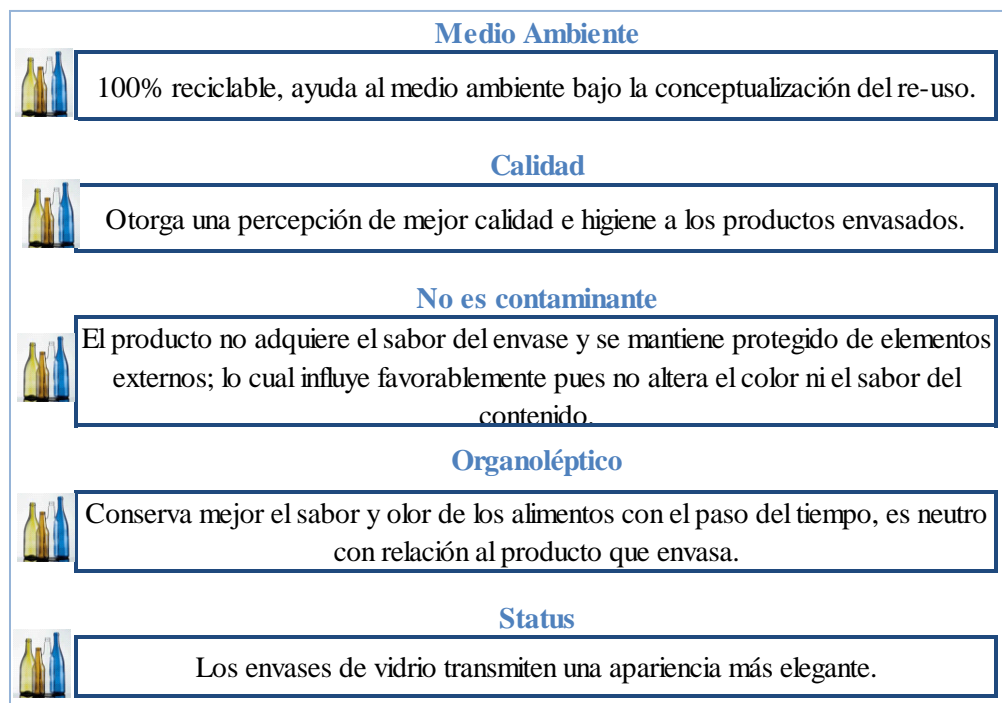 Medio Ambiente
100% reciclable, ayuda al medio ambiente bajo la conceptualización del re-uso.
Calidad
Otorga una percepción de mejor calidad e higiene a los productos envasados.
No es contaminante
El producto no adquiere el sabor del envase y se mantiene protegido de elementos
externos; lo cual influye favorablemente pues no altera el color ni el sabor del
contenido.
Organoléptico
Conserva mejor el sabor y olor de los alimentos con el paso del tiempo, es neutro
con relación al producto que envasa.
Status
Los envases de vidrio transmiten una apariencia más elegante.